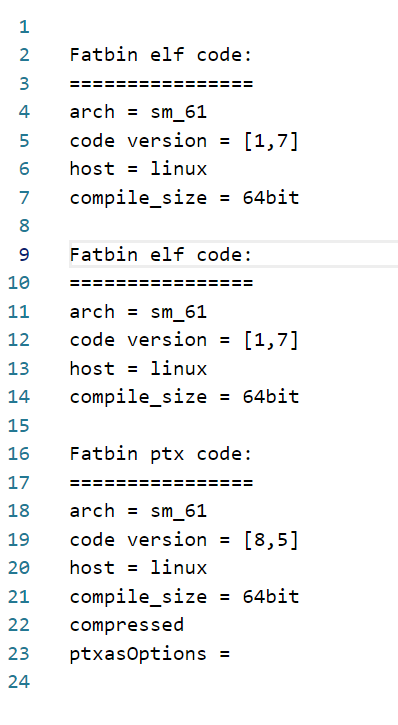 1
2 Fatbin elf code:
3 ================
4 arch = sm_61
5 code version = [1,7]
6 host = linux
7 compile_size = 64bit
8
9 Fatbin elf code:
10 ================
11 arch = sm_61
12 code version = [1,7]
13 host = linux
14 compile_size = 64bit
15
16 Fatbin ptx code:
17 ================
18 arch = sm_61
19 code version = [8,5]
20 host = linux
21 compile_size = 64bit
22 compressed
23 ptxasOptions =
24